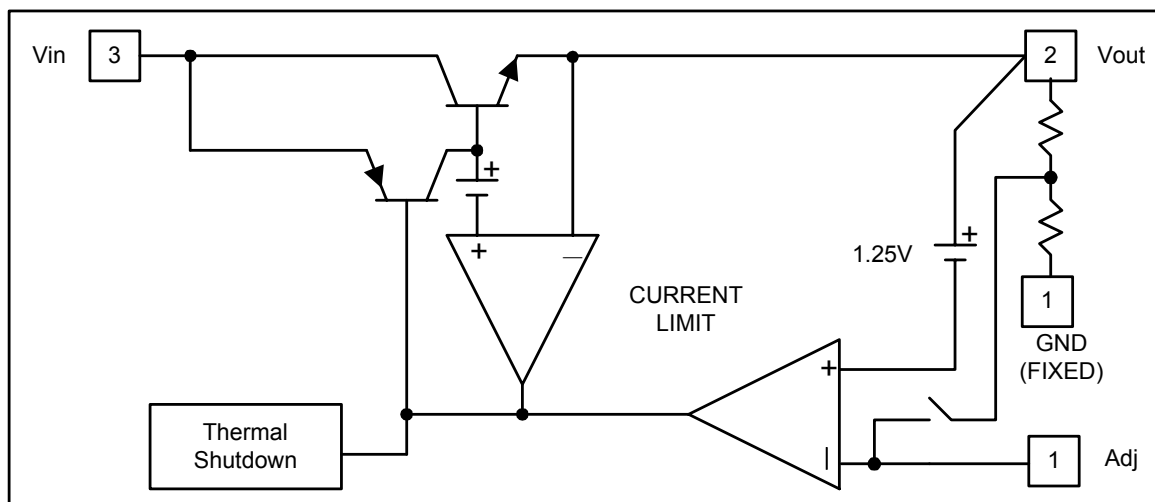 Vin
3
2
Vout
+
+
—
+
1.25V
1
GND
(FIXED)
CURRENT
LIMIT
+
Thermal
Shutdown
—
1
Adj